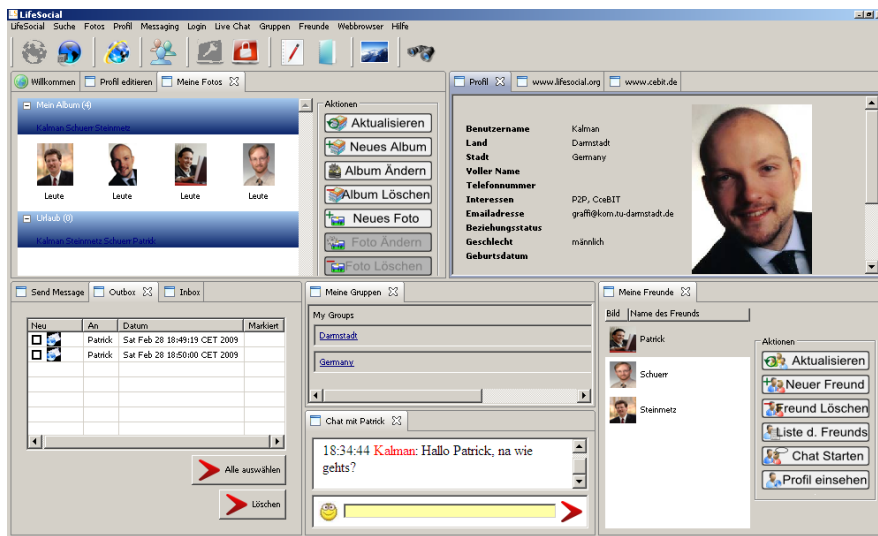 LifeSocial
LifeSocial Suche Fotos Profil Messaging Login Live Chat Gruppen Freunde Webbrowser Hilfe
Willkommen Profil editieren Meine Fotos
Mein Album (4)
Kalman Schuerr Steinmetz
Leute Leute Leute Leute
Urlaub (0)
Kalman Steinmetz Schuerr Patrick
Aktionen
Aktualisieren
Neues Album
Album Ändern
Album Löschen
Neues Foto
Foto Ändern
Foto Löschen
Profil www.lifesocial.org www.cebit.de
Benutzername Kalman
Land Darmstadt
Stadt Germany
Voller Name
Telefonnummer
Interessen P2P, CceBIT
Emailadresse graffi@kom.tu-darmstadt.de
Beziehungsstatus
Geschlecht männlich
Geburtsdatum
Send Message Outbox Inbox
Neu An Datum Markiert
Patrick Sat Feb 28 18:49:19 CET 2009
Patrick Sat Feb 28 18:50:00 CET 2009
Alle auswählen
Löschen
Meine Gruppen
My Groups
Darmstadt
Germany
Chat mit Patrick
18:34:44 Kalman: Hallo Patrick, na wie
gehts?
Meine Freunde
Bild Name des Freunds
Patrick
Schuerr
Steinmetz
Aktionen
Aktualisieren
Neuer Freund
Freund Löschen
Liste d. Freunds
Chat Starten
Profil einsehen